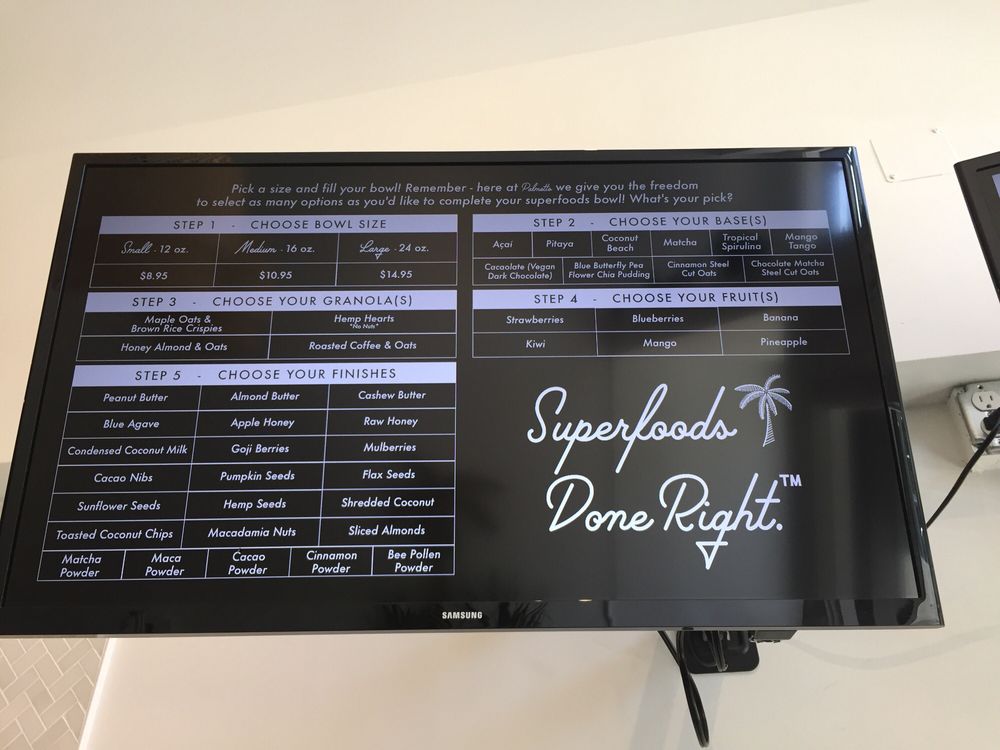 Pick a size and fill your bowl! Remember - here at Palmetto we give you the freedom
to select as many options as you'd like to complete your superfoods bowl! What's your pick?
STEP 1 - CHOOSE BOWL SIZE
Small - 12 oz. Medium - 16 oz. Large - 24 oz.
$8.95 $10.95 $14.95
STEP 2 - CHOOSE YOUR BASE(S)
Açaí Pitaya Coconut Beach Matcha Tropical Spirulina Mango Tango
Cacaolate (Vegan Dark Chocolate) Blue Butterfly Pea Flower Chia Pudding Cinnamon Steel Cut Oats Chocolate Matcha Steel Cut Oats
STEP 3 - CHOOSE YOUR GRANOLA(S)
Maple Oats & Brown Rice Crispies Hemp Hearts *No Nuts*
Honey Almond & Oats Roasted Coffee & Oats
STEP 4 - CHOOSE YOUR FRUIT(S)
Strawberries Blueberries Banana
Kiwi Mango Pineapple
STEP 5 - CHOOSE YOUR FINISHES
Peanut Butter Almond Butter Cashew Butter
Blue Agave Apple Honey Raw Honey
Condensed Coconut Milk Goji Berries Mulberries
Cacao Nibs Pumpkin Seeds Flax Seeds
Sunflower Seeds Hemp Seeds Shredded Coconut
Toasted Coconut Chips Macadamia Nuts Sliced Almonds
Matcha Powder Maca Powder Cacao Powder Cinnamon Powder Bee Pollen Powder
Superfoods
Done Right.™
SAMSUNG